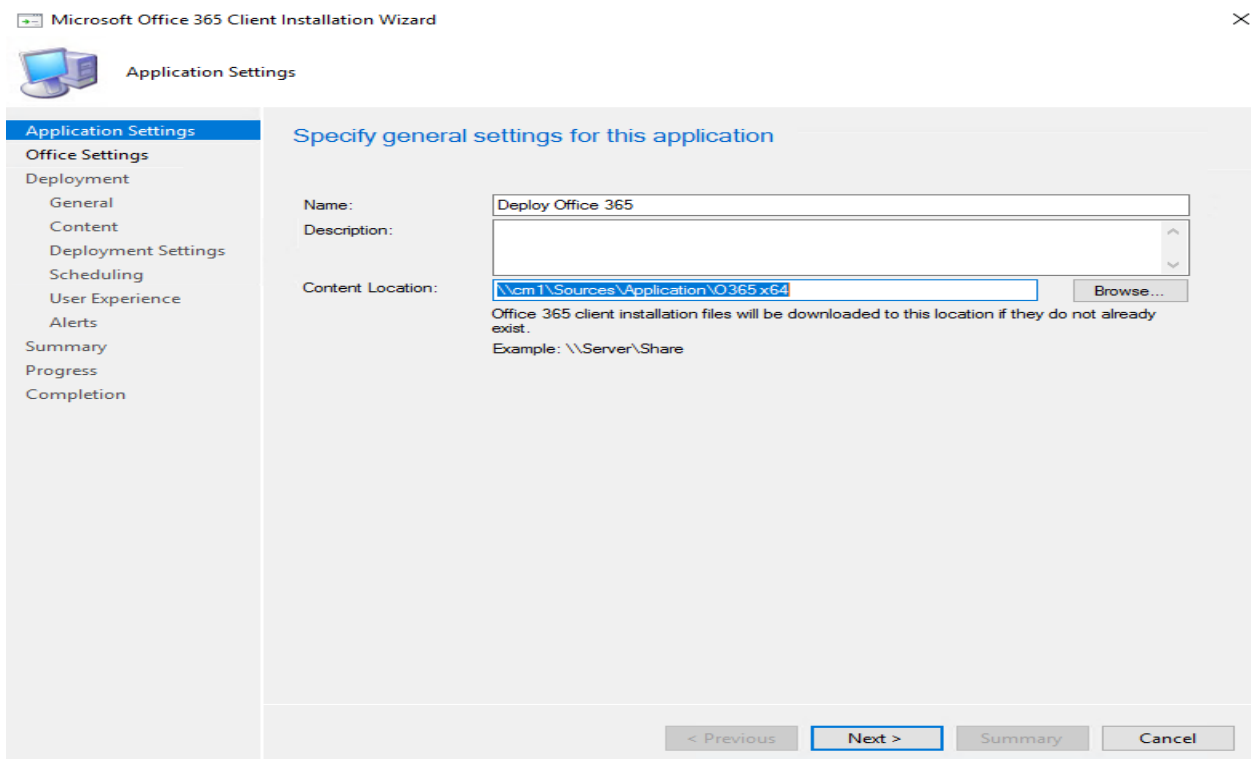 Microsoft Office 365 Client Installation Wizard
Application Settings
Application Settings
Office Settings
Deployment
General
Content
Deployment Settings
Scheduling
User Experience
Alerts
Summary
Progress
Completion
Specify general settings for this application
Name: Deploy Office 365
Description:
Content Location: \\cm1\Sources\Application\O365 x64 Browse...
Office 365 client installation files will be downloaded to this location if they do not already
exist.
Example: \\Server\Share
< Previous Next > Summary Cancel